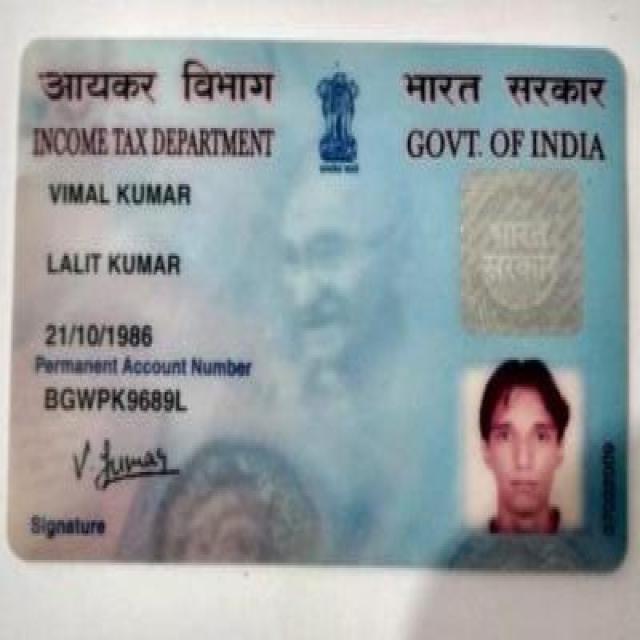 आयकर विभाग
भारत सरकार
INCOME TAX DEPARTMENT
GOVT. OF INDIA
VIMAL KUMAR
LALIT KUMAR
भारत
सरकार
21/10/1986
Permanent Account Number
BGWPK9689L
V. Kumar
Signature